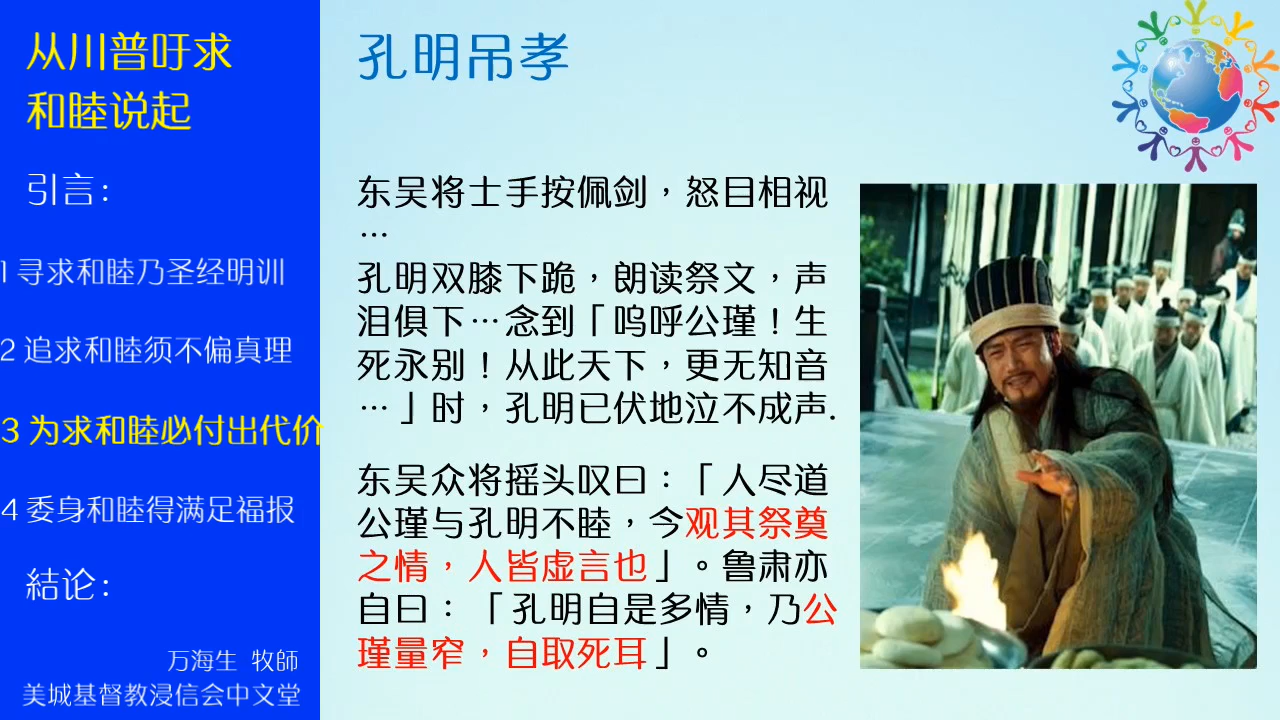 从川普吁求
和睦说起
引言：
1 寻求和睦乃圣经明训
2 追求和睦须不偏真理
3 为求和睦必付出代价
4 委身和睦得满足福报
結论：
万海生 牧師
美城基督教浸信会中文堂
孔明吊孝
东吴将士手按佩剑，怒目相视
…
孔明双膝下跪，朗读祭文，声
泪俱下…念到「呜呼公瑾！生
死永别！从此天下，更无知音
…」时，孔明已伏地泣不成声.
东吴众将摇头叹曰：「人尽道
公瑾与孔明不睦，今观其祭奠
之情，人皆虚言也」。鲁肃亦
自曰：「孔明自是多情，乃公
瑾量窄，自取死耳」。